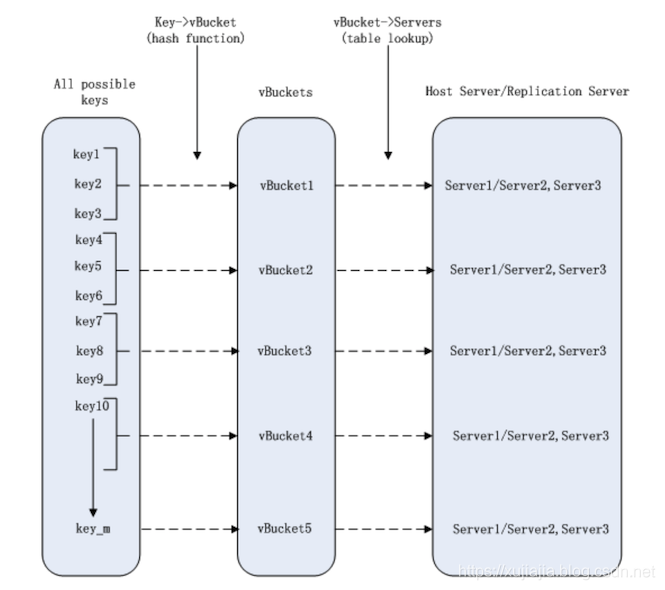 Key->vBucket
(hash function)
vBucket->Servers
(table lookup)
All possible
keys
vBuckets
Host Server/Replication Server
key1
key2
key3
key4
key5
key6
key7
key8
key9
key10
key_m
vBucket1
vBucket2
vBucket3
vBucket4
vBucket5
Server1/Server2,Server3
Server1/Server2,Server3
Server1/Server2,Server3
Server1/Server2,Server3
Server1/Server2,Server3
https://xujiajia.blog.csdn.net